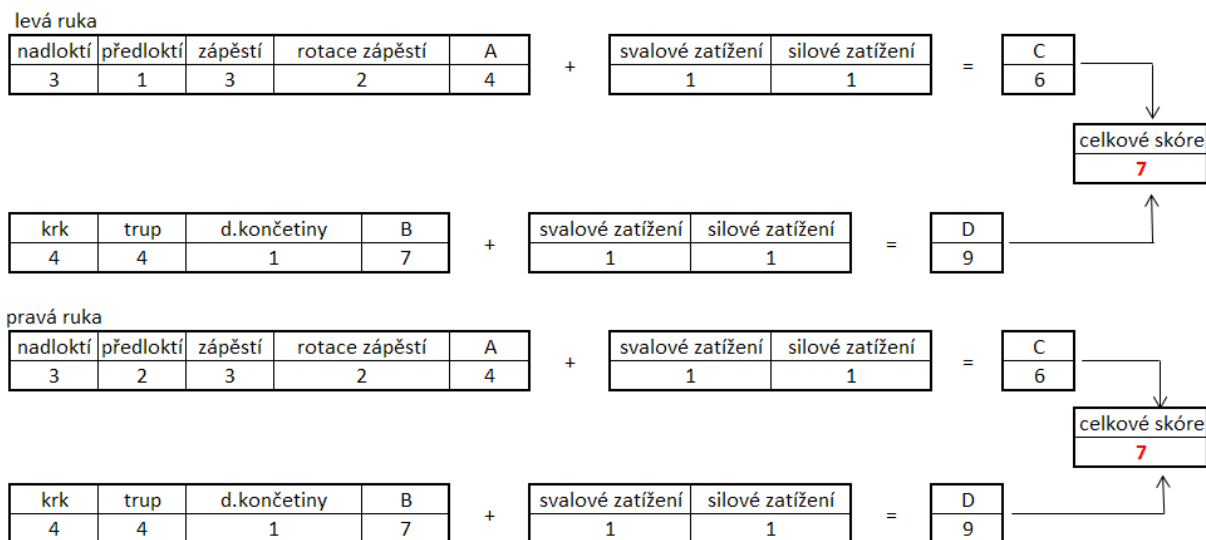 levá ruka
nadloktí předloktí zápěstí rotace zápěstí A svalové zatížení silové zatížení C
3 1 3 2 4 + 1 1 = 6
celkové skóre
7
krk trup d.končetiny B svalové zatížení silové zatížení D
4 4 1 7 + 1 1 = 9
pravá ruka
nadloktí předloktí zápěstí rotace zápěstí A svalové zatížení silové zatížení C
3 2 3 2 4 + 1 1 = 6
celkové skóre
7
krk trup d.končetiny B svalové zatížení silové zatížení D
4 4 1 7 + 1 1 = 9